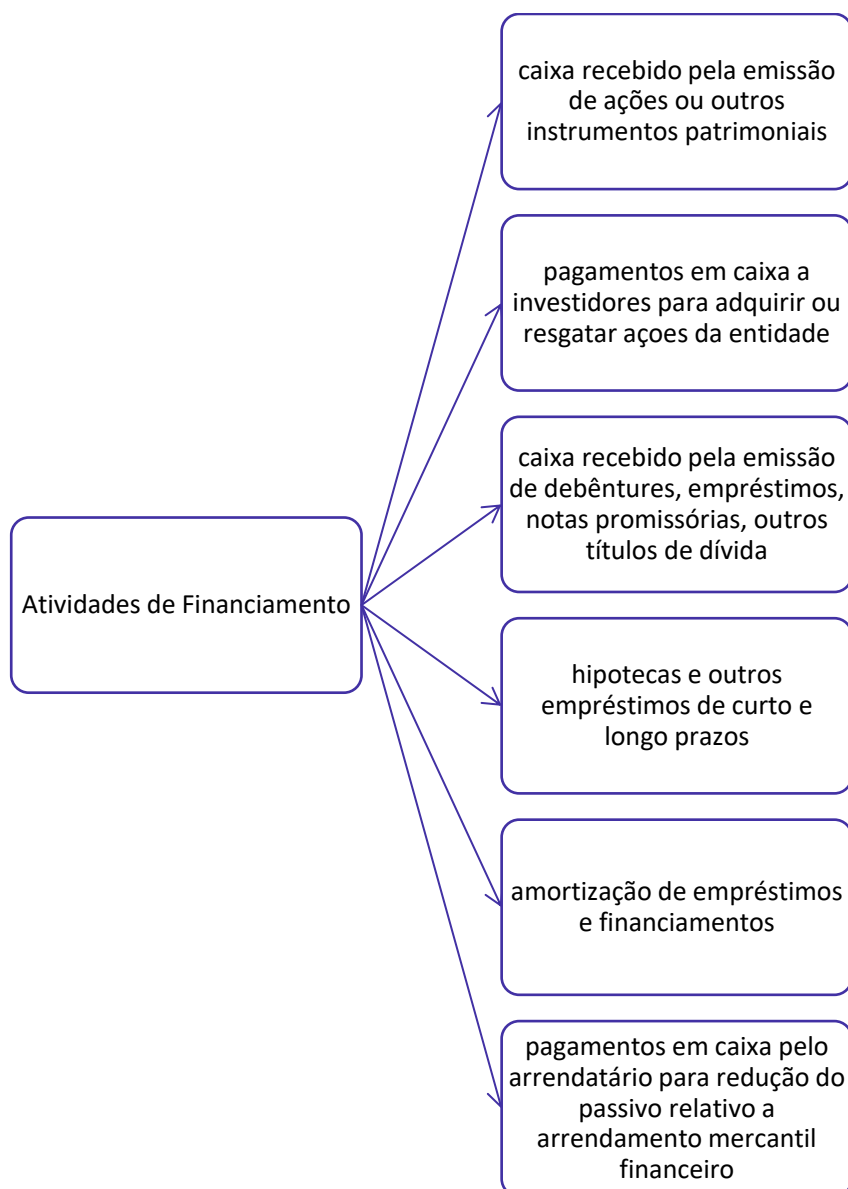 caixa recebido pela emissão
de ações ou outros
instrumentos patrimoniais
pagamentos em caixa a
investidores para adquirir ou
resgatar açoes da entidade
caixa recebido pela emissão
de debêntures, empréstimos,
notas promissórias, outros
títulos de dívida
Atividades de Financiamento
hipotecas e outros
empréstimos de curto e
longo prazos
amortização de empréstimos
e financiamentos
pagamentos em caixa pelo
arrendatário para redução do
passivo relativo a
arrendamento mercantil
financeiro